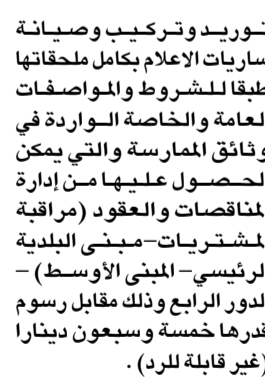 توريد وتركيب وصيانة
ساريات الاعلام بكامل ملحقاتها
طبقا للشروط والمواصفات
العامة والخاصة الواردة في
وثائق الممارسة والتي يمكن
الحصول عليها من إدارة
المناقصات والعقود (مراقبة
المشتريات–مبنى البلدية
الرئيسي– المبنى الأوسط) –
الدور الرابع وذلك مقابل رسوم
قدرها خمسة وسبعون دينارا
(غير قابلة للرد) .